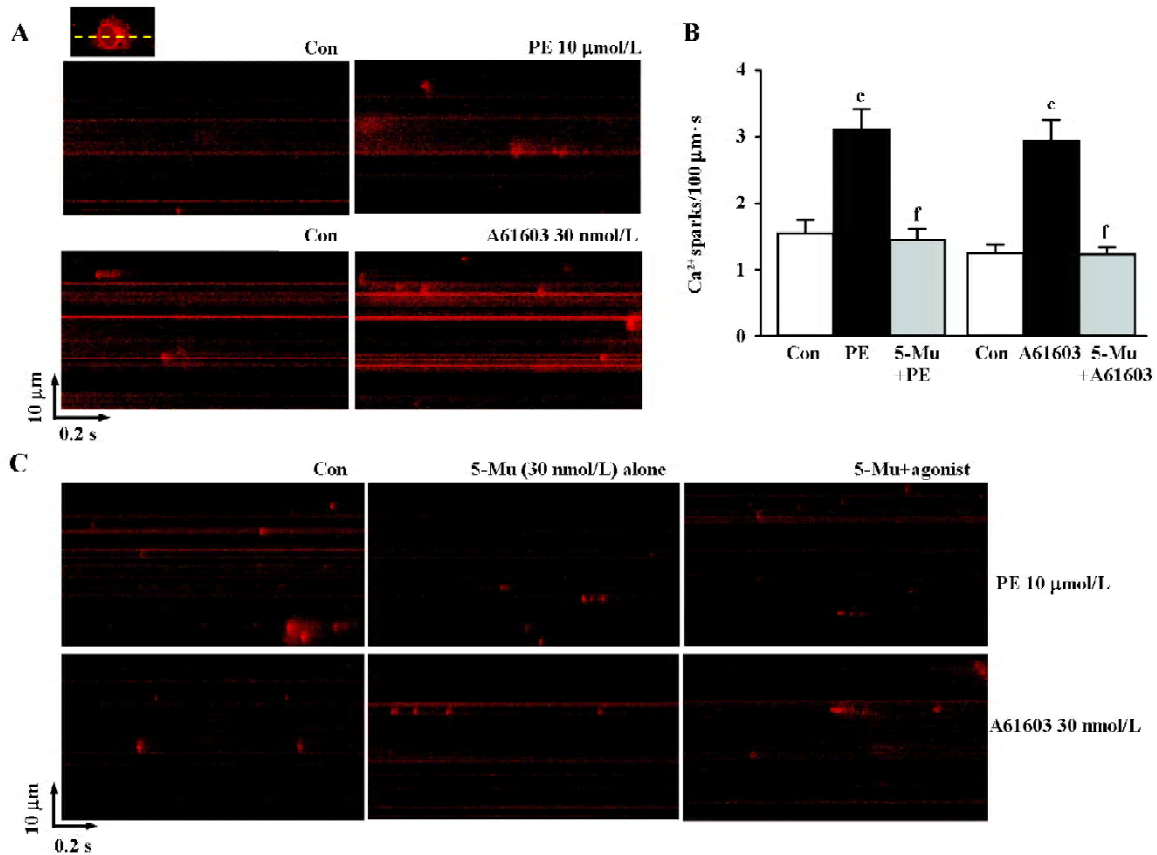 A
Con
PE 10 μmol/L
Con
A61603 30 nmol/L
10 μm
0.2 s
B
Ca²⁺ sparks/100 μm·s
4
3
2
1
0
c
f
c
f
Con PE 5-Mu Con A61603 5-Mu
+PE +A61603
C
Con
5-Mu (30 nmol/L) alone
5-Mu+agonist
PE 10 μmol/L
A61603 30 nmol/L
10 μm
0.2 s